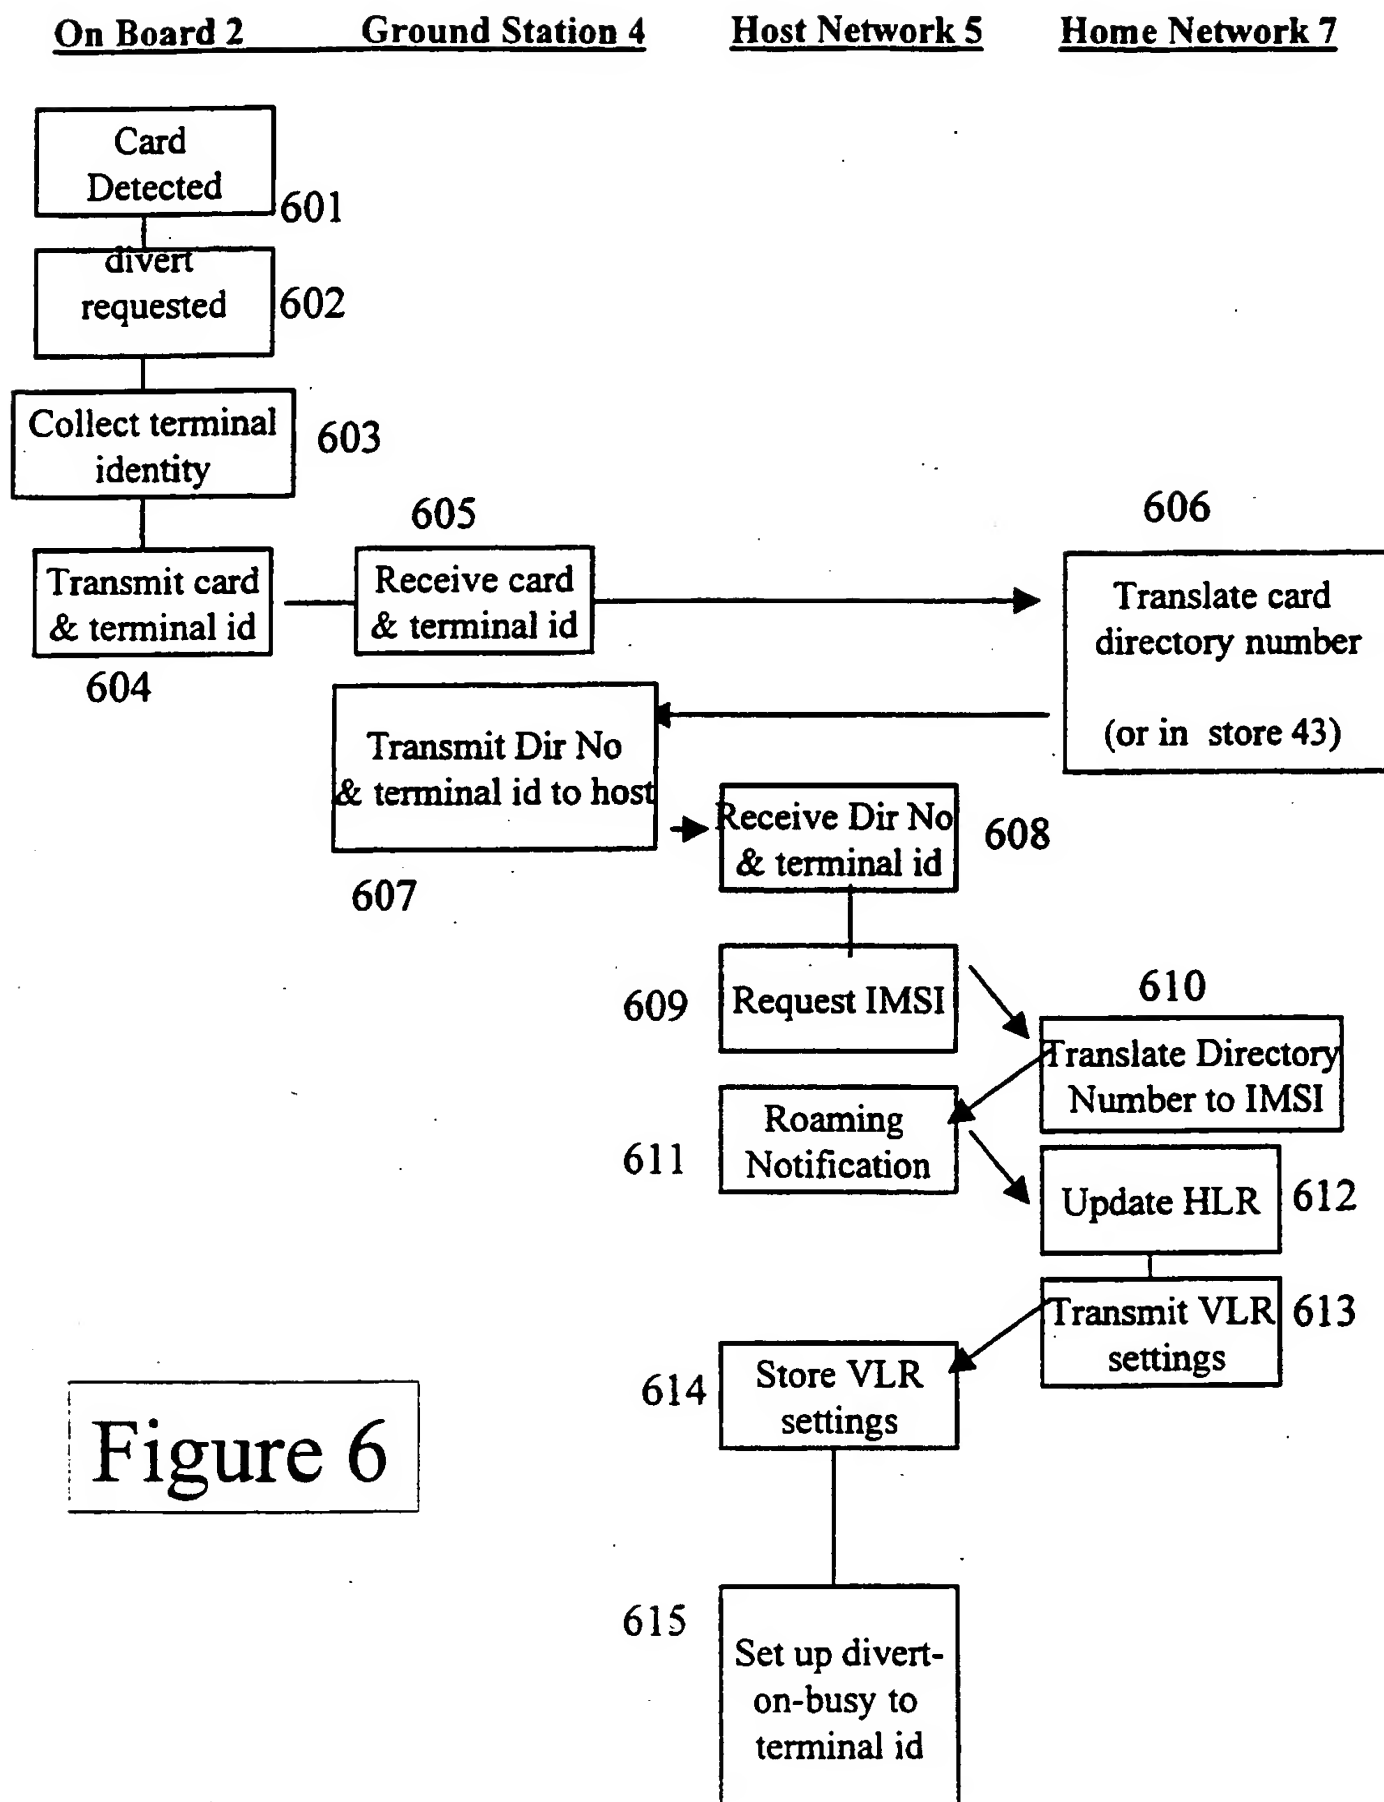 On Board 2 Ground Station 4 Host Network 5 Home Network 7
Card
Detected
601
divert
requested
602
Collect terminal
identity
603
605
606
Transmit card
& terminal id
604
Receive card
& terminal id
Translate card
directory number
(or in store 43)
Transmit Dir No
& terminal id to host
607
Receive Dir No
& terminal id
608
609
Request IMSI
610
Translate Directory
Number to IMSI
611
Roaming
Notification
Update HLR
612
Transmit VLR
settings
613
614
Store VLR
settings
Figure 6
615
Set up divert-
on-busy to
terminal id